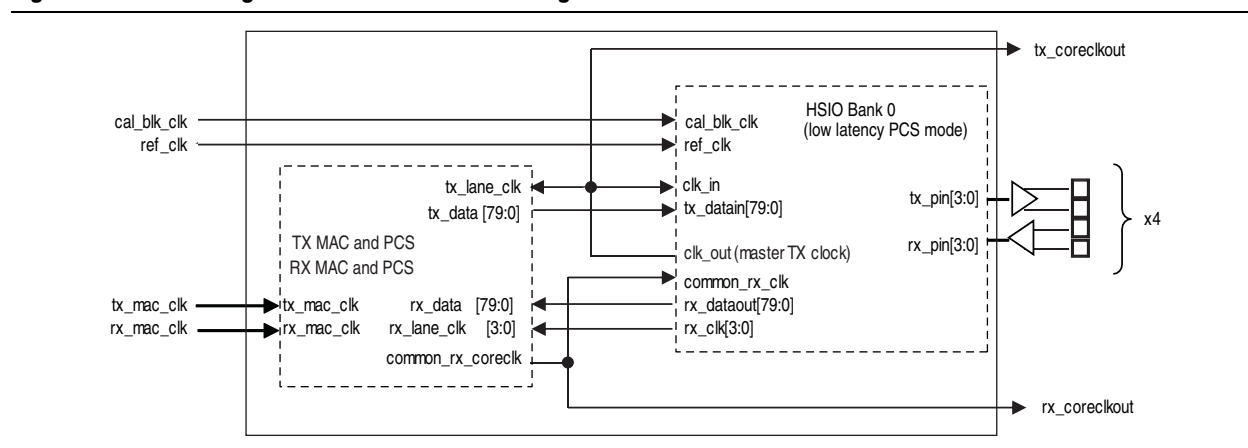 tx_coreclkout
HSIO Bank 0
(low latency PCS mode)
cal_blk_clk
cal_blk_clk
ref_clk
ref_clk
tx_lane_clk
clk_in
tx_pin[3:0]
tx_data [79:0]
tx_datain[79:0]
x4
TX MAC and PCS
RX MAC and PCS
rx_pin[3:0]
clk_out (master TX clock)
common_rx_clk
tx_mac_clk
tx_mac_clk
rx_data [79:0]
rx_dataout[79:0]
rx_mac_clk
rx_mac_clk
rx_lane_clk [3:0]
rx_clk[3:0]
common_rx_coreclk
rx_coreclkout